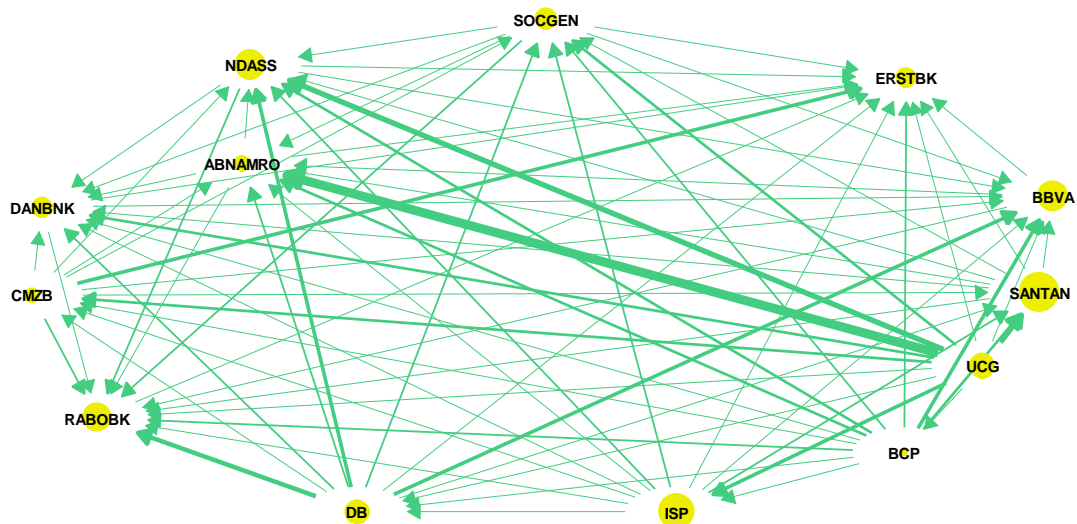 SOCGEN
NDASS
ERSTBK
ABNAMRO
BBVA
DANBNK
SANTAN
CMZB
UCG
RABOBK
BCP
DB
ISP